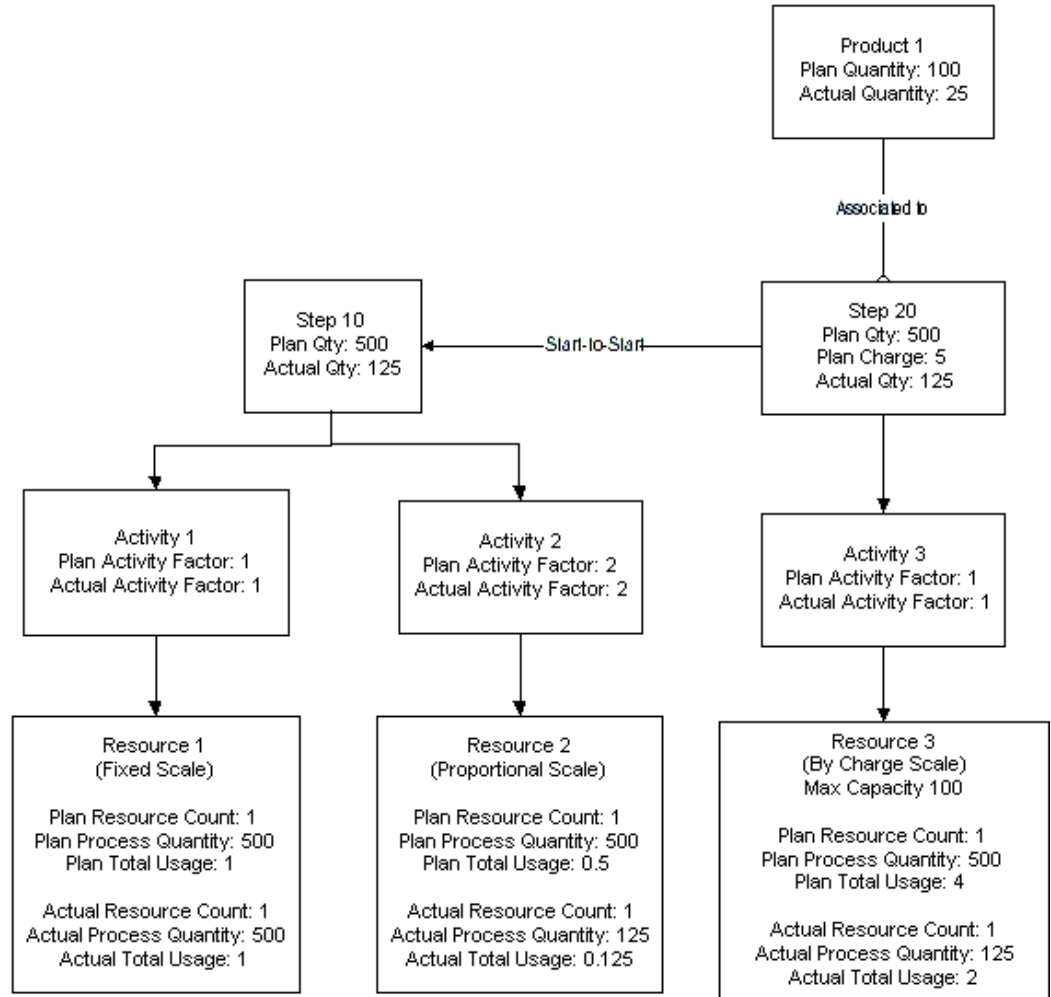 Product 1
Plan Quantity: 100
Actual Quantity: 25
Associated to
Step 10
Plan Qty: 500
Actual Qty: 125
Start-to-Start
Step 20
Plan Qty: 500
Plan Charge: 5
Actual Qty: 125
Activity 1
Plan Activity Factor: 1
Actual Activity Factor: 1
Activity 2
Plan Activity Factor: 2
Actual Activity Factor: 2
Activity 3
Plan Activity Factor: 1
Actual Activity Factor: 1
Resource 1
(Fixed Scale)
Plan Resource Count: 1
Plan Process Quantity: 500
Plan Total Usage: 1
Actual Resource Count: 1
Actual Process Quantity: 500
Actual Total Usage: 1
Resource 2
(Proportional Scale)
Plan Resource Count: 1
Plan Process Quantity: 500
Plan Total Usage: 0.5
Actual Resource Count: 1
Actual Process Quantity: 125
Actual Total Usage: 0.125
Resource 3
(By Charge Scale)
Max Capacity 100
Plan Resource Count: 1
Plan Process Quantity: 500
Plan Total Usage: 4
Actual Resource Count: 1
Actual Process Quantity: 125
Actual Total Usage: 2